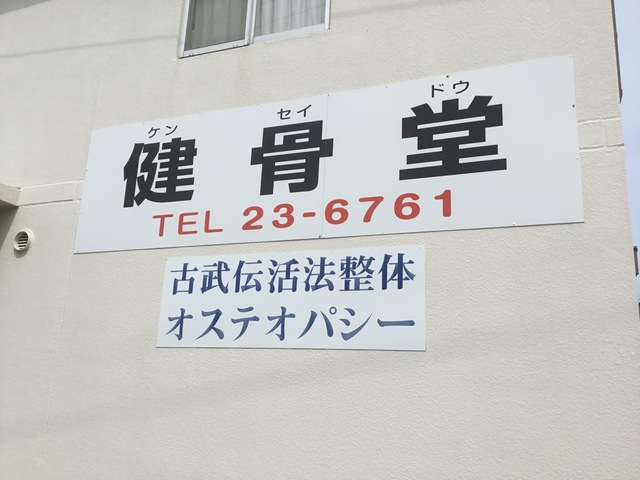 ケン セイ ドウ
健骨堂
TEL 23-6761
古武伝活法整体
オステオパシー